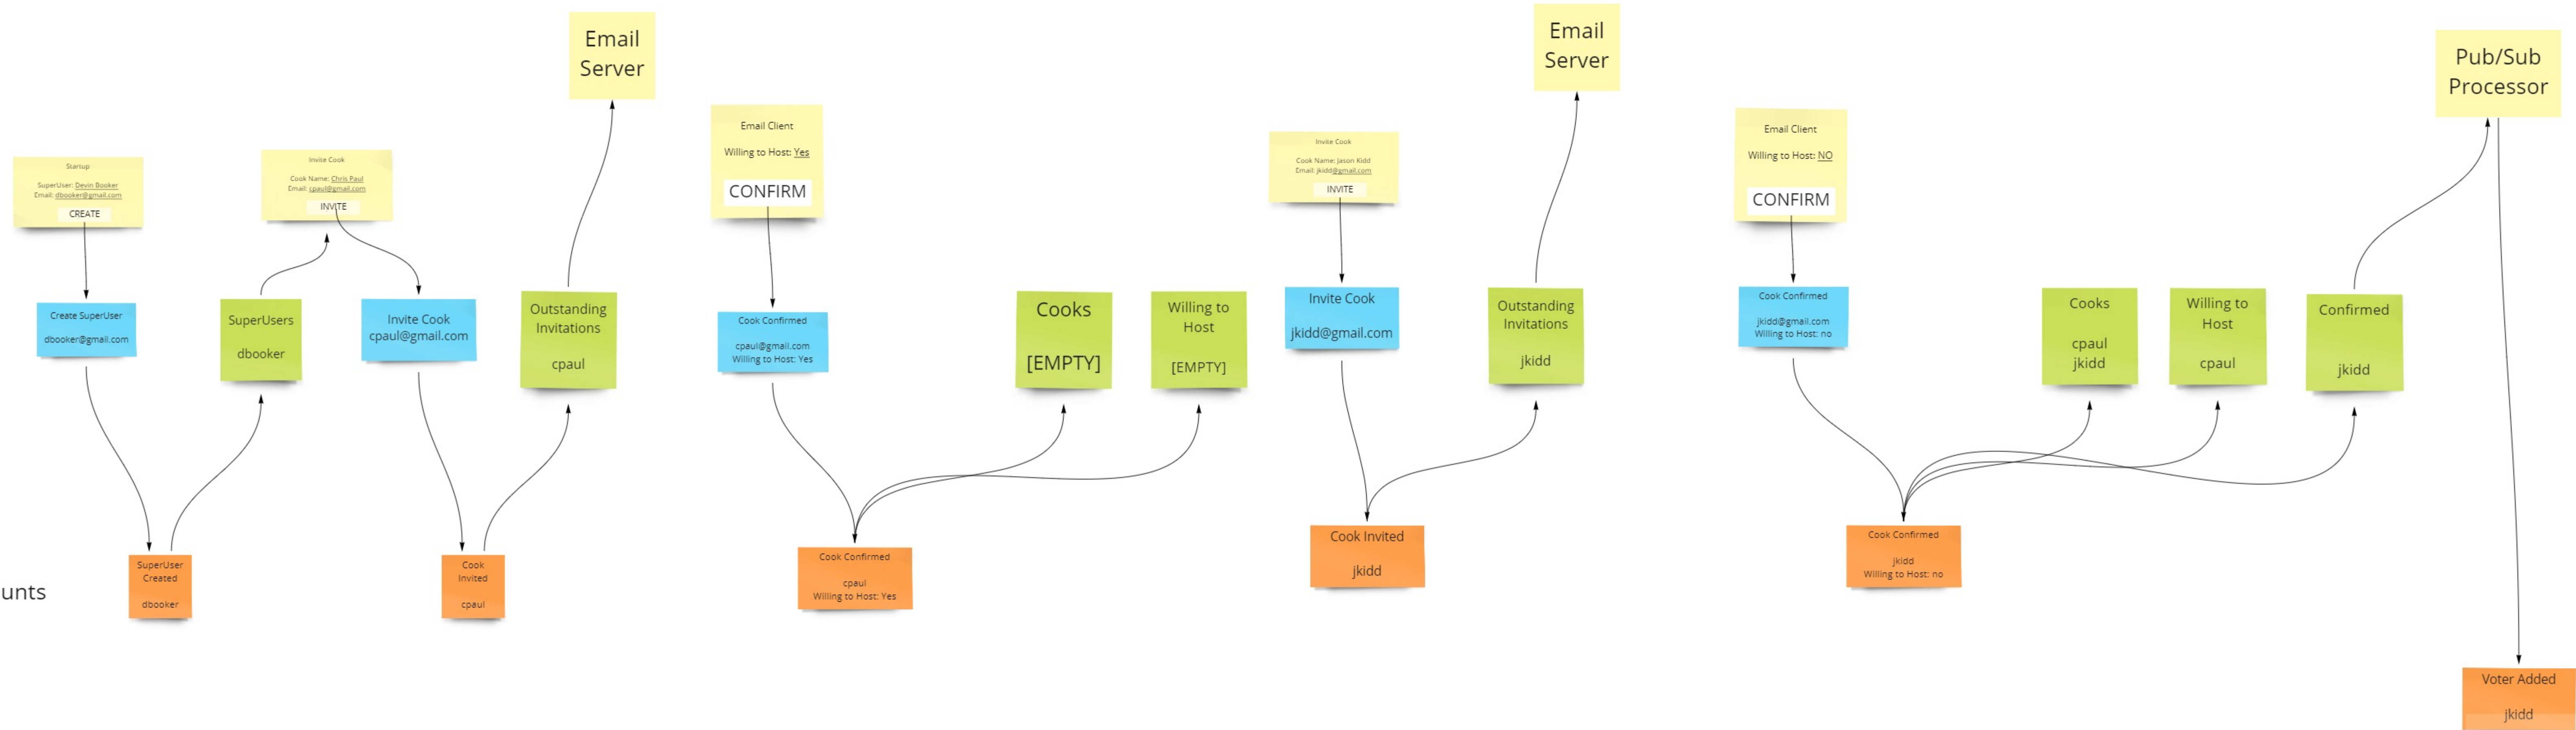 Email
Server
Email
Server
Pub/Sub
Processor
Startup
SuperUser: Devin Booker
Email: dbooker@gmail.com
CREATE
Invite Cook
Cook Name: Chris Paul
Email: cpaul@gmail.com
INVITE
Email Client
Willing to Host: Yes
CONFIRM
Invite Cook
Cook Name: Jason Kidd
Email: jkidd@gmail.com
INVITE
Email Client
Willing to Host: NO
CONFIRM
Create SuperUser
dbooker@gmail.com
SuperUsers
dbooker
Invite Cook
cpaul@gmail.com
Outstanding
Invitations
cpaul
Cook Confirmed
cpaul@gmail.com
Willing to Host: Yes
Cooks
[EMPTY]
Willing to
Host
[EMPTY]
Invite Cook
jkidd@gmail.com
Outstanding
Invitations
jkidd
Cook Confirmed
jkidd@gmail.com
Willing to Host: no
Cooks
cpaul
jkidd
Willing to
Host
cpaul
Confirmed
jkidd
unts
SuperUser
Created
dbooker
Cook
Invited
cpaul
Cook Confirmed
cpaul
Willing to Host: Yes
Cook Invited
jkidd
Cook Confirmed
jkidd
Willing to Host: no
Voter Added
jkidd